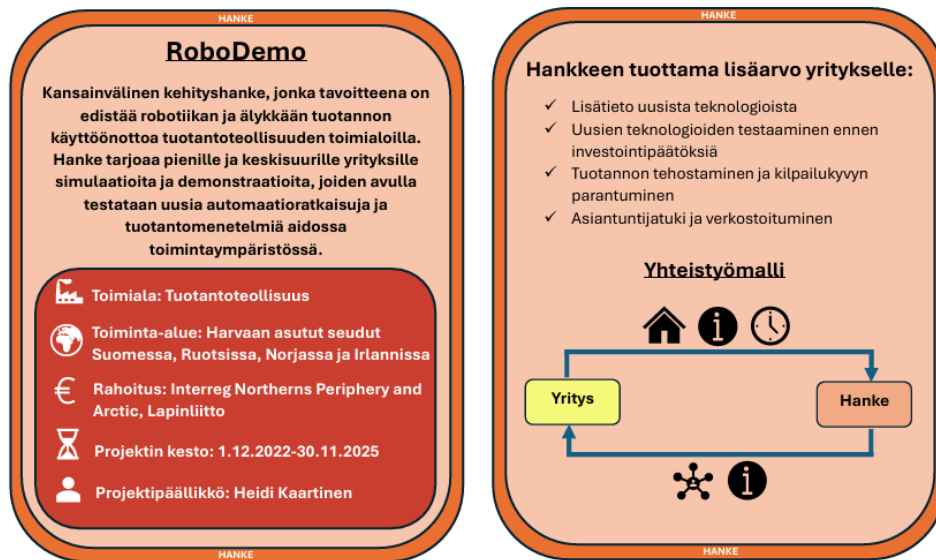 HANKE
RoboDemo
Kansainvälinen kehityshanke, jonka tavoitteena on
edistää robotiikan ja älykkään tuotannon
käyttöönottoa tuotantoteollisuuden toimialoilla.
Hanke tarjoaa pienille ja keskisuurille yrityksille
simulaatioita ja demonstraatioita, joiden avulla
testataan uusia automaatioratkaisuja ja
tuotantomenetelmiä aidossa
toimintaympäristössä.
Toimiala: Tuotantoteollisuus
Toiminta-alue: Harvaan asutut seudut
Suomessa, Ruotsissa, Norjassa ja Irlannissa
€
Rahoitus: Interreg Northerns Periphery and
Arctic, Lapinliitto
Projektin kesto: 1.12.2022-30.11.2025
Projektipäällikkö: Heidi Kaartinen
HANKE
HANKE
Hankkeen tuottama lisäarvo yritykselle:
✓ Lisätieto uusista teknologioista
✓ Uusien teknologioiden testaaminen ennen
investointipäätöksiä
✓ Tuotannon tehostaminen ja kilpailukyvyn
parantuminen
✓ Asiantuntijatuki ja verkostoituminen
Yhteistyömalli
i
Yritys
Hanke
i
HANKE